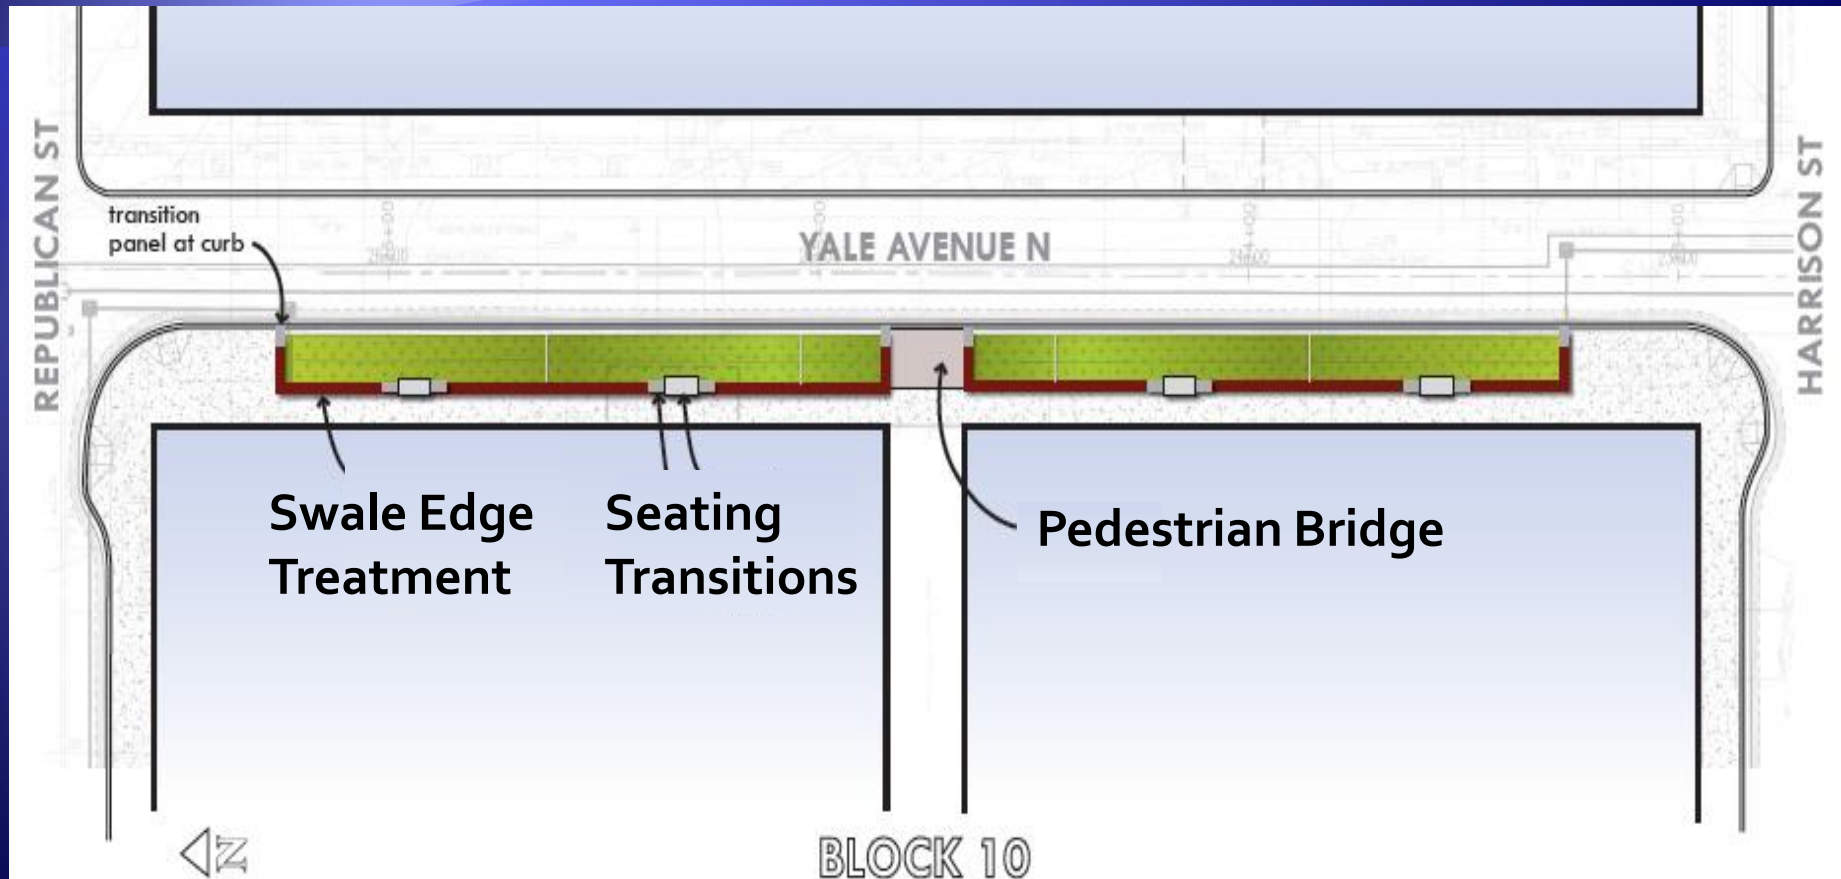 REPUBLICAN ST
transition
panel at curb
YALE AVENUE N
HARRISON ST
Swale Edge
Treatment
Seating
Transitions
Pedestrian Bridge
N
BLOCK 10